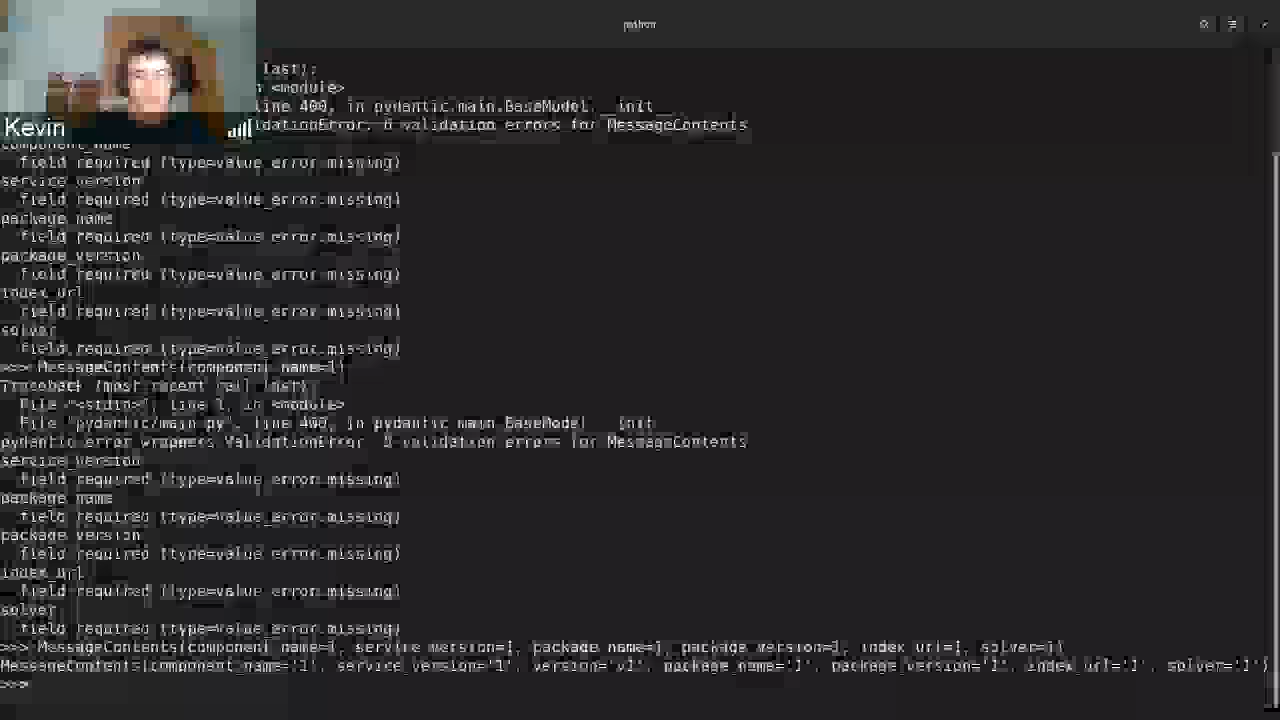 python
last):
<module>
line 400, in pydantic.main.BaseModel.__init__
Kevin
validation errors for MessageContents
component_name
  field required (type=value_error.missing)
service_version
  field required (type=value_error.missing)
package_name
  field required (type=value_error.missing)
package_version
  field required (type=value_error.missing)
index_url
  field required (type=value_error.missing)
solver
  field required (type=value_error.missing)
>>> MessageContents(component_name=1)
Traceback (most recent call last):
  File "<stdin>", line 1, in <module>
  File "pydantic/main.py", line 400, in pydantic.main.BaseModel.__init__
pydantic.error_wrappers.ValidationError: 5 validation errors for MessageContents
service_version
  field required (type=value_error.missing)
package_name
  field required (type=value_error.missing)
package_version
  field required (type=value_error.missing)
index_url
  field required (type=value_error.missing)
solver
  field required (type=value_error.missing)
>>> MessageContents(component_name=1, service_version=1, package_name=1, package_version=1, index_url=1, solver=1)
MessageContents(component_name='1', service_version='1', version='v1', package_name='1', package_version='1', index_url='1', solver='1')
>>>